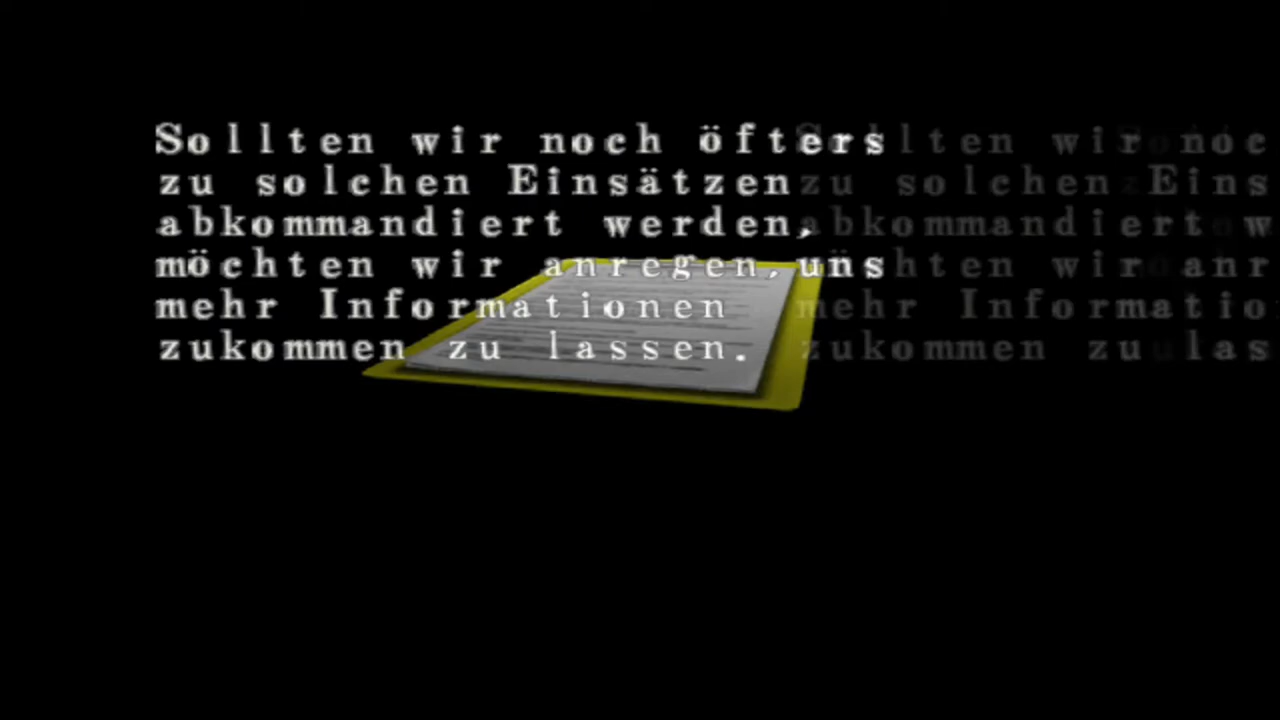 Sollten wir noch öfters
zu solchen Einsätzen
abkommandiert werden,
möchten wir anregen, uns
mehr Informationen
zukommen zu lassen.